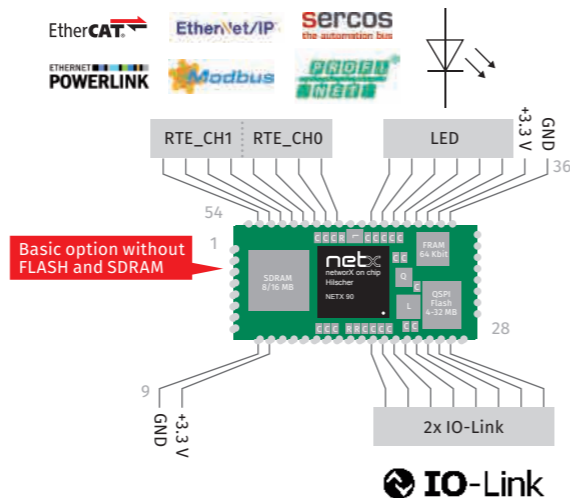 EtherCAT®
EtherNet/IP
sercos
the automation bus
ETHERNET
POWERLINK
Modbus
PROFI
NET
RTE_CH1
RTE_CH0
LED
+3.3 V
GND
36
54
1
Basic option without
FLASH and SDRAM
C C C R
L
C C C C C
SDRAM
8/16 MB
netx
networX on chip
Hilscher
NETX 90
FRAM
64 Kbit
C C
Q
C
L
QSPI
Flash
4-32 MB
C C C
R R C C C C
C C
28
9
GND
+3.3 V
2x IO-Link
IO-Link